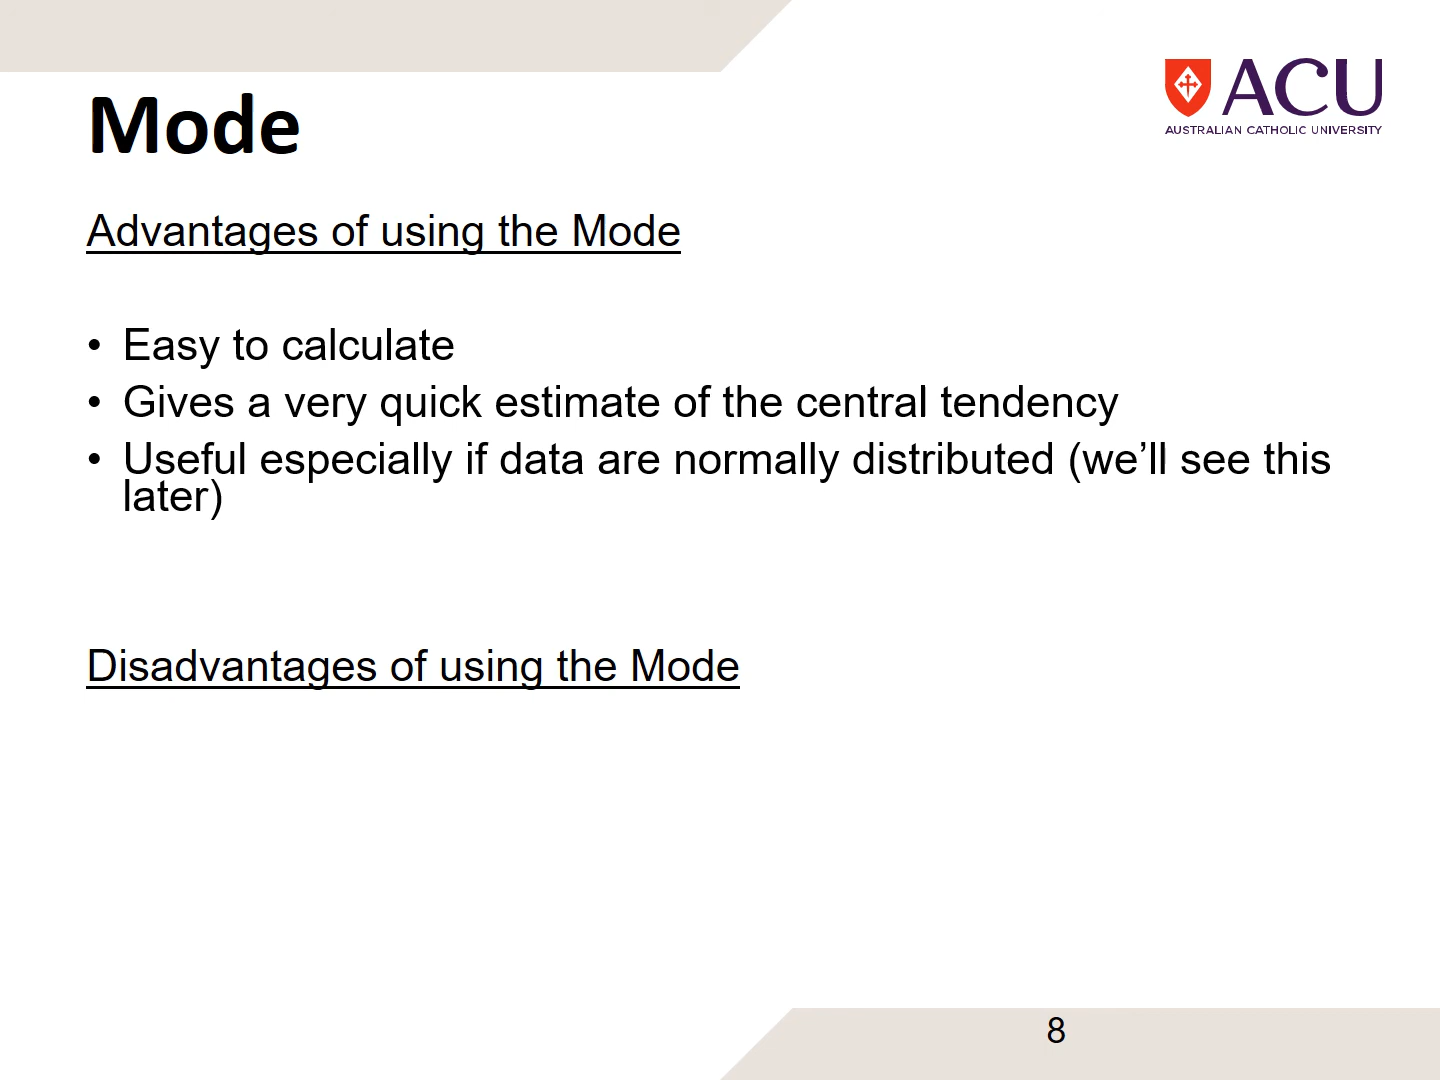 Mode
ACU
AUSTRALIAN CATHOLIC UNIVERSITY
Advantages of using the Mode
• Easy to calculate
• Gives a very quick estimate of the central tendency
• Useful especially if data are normally distributed (we’ll see this
later)
Disadvantages of using the Mode
8